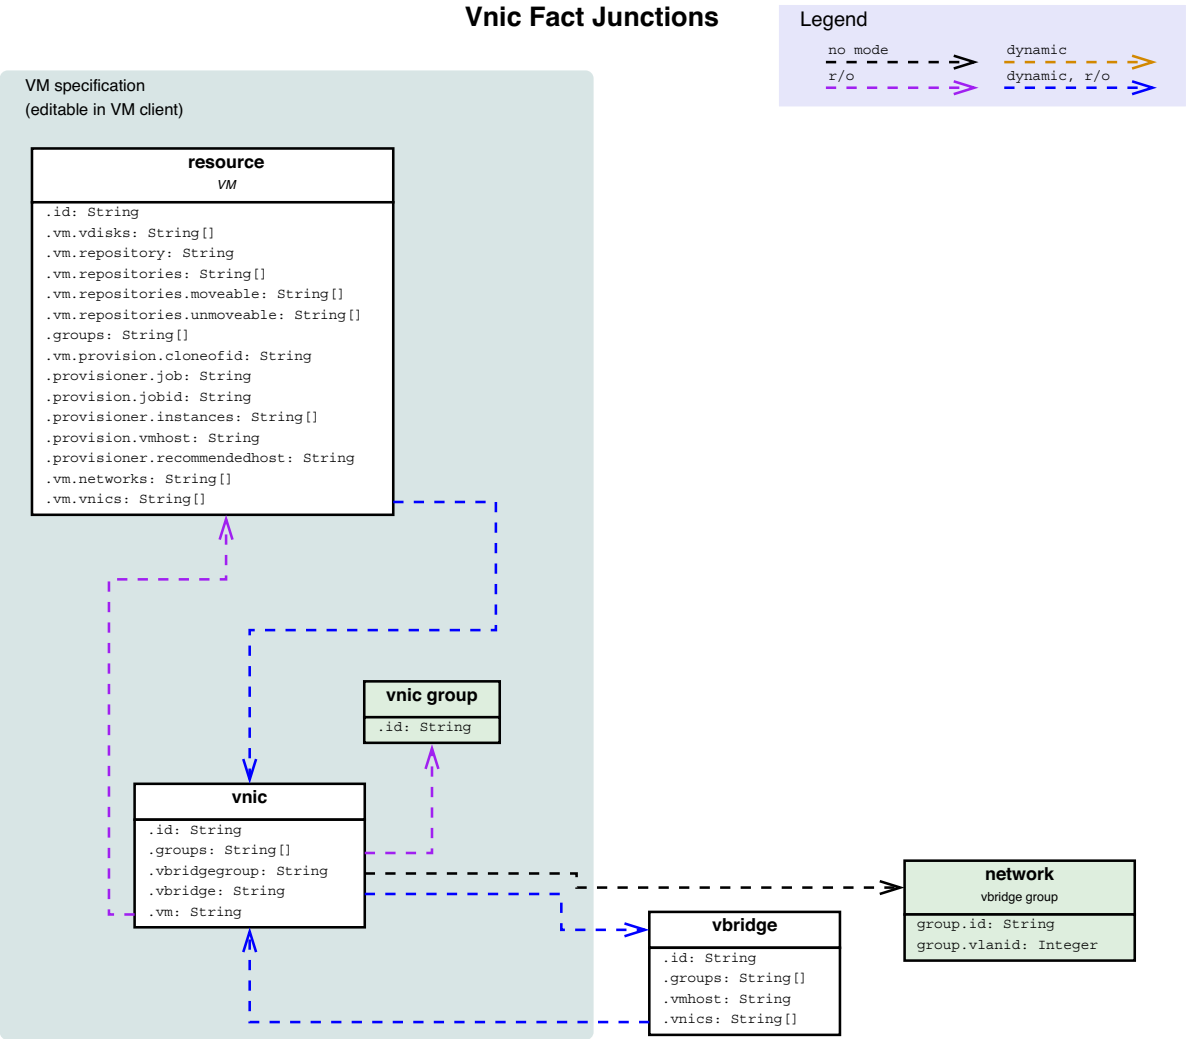 Vnic Fact Junctions
Legend
no mode
dynamic
r/o
dynamic, r/o
VM specification
(editable in VM client)
resource
VM
.id: String
.vm.vdisks: String[]
.vm.repository: String
.vm.repositories: String[]
.vm.repositories.moveable: String[]
.vm.repositories.unmoveable: String[]
.groups: String[]
.vm.provision.cloneofid: String
.provisioner.job: String
.provision.jobid: String
.provisioner.instances: String[]
.provision.vmhost: String
.provisioner.recommendedhost: String
.vm.networks: String[]
.vm.vnics: String[]
vnic group
.id: String
vnic
.id: String
.groups: String[]
.vbridgegroup: String
.vbridge: String
.vm: String
network
vbridge group
group.id: String
group.vlanid: Integer
vbridge
.id: String
.groups: String[]
.vmhost: String
.vnics: String[]